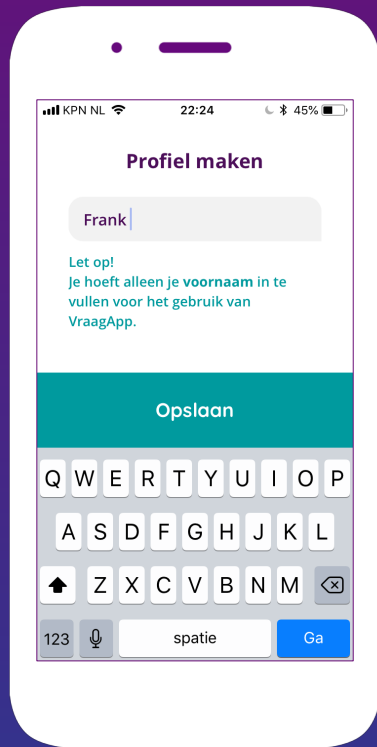 KPN NL 22:24 45%
Profiel maken
Frank
Let op!
Je hoeft alleen je voornaam in te
vullen voor het gebruik van
VraagApp.
Opslaan
Q W E R T Y U I O P
A S D F G H J K L
Z X C V B N M
123 spatie Ga